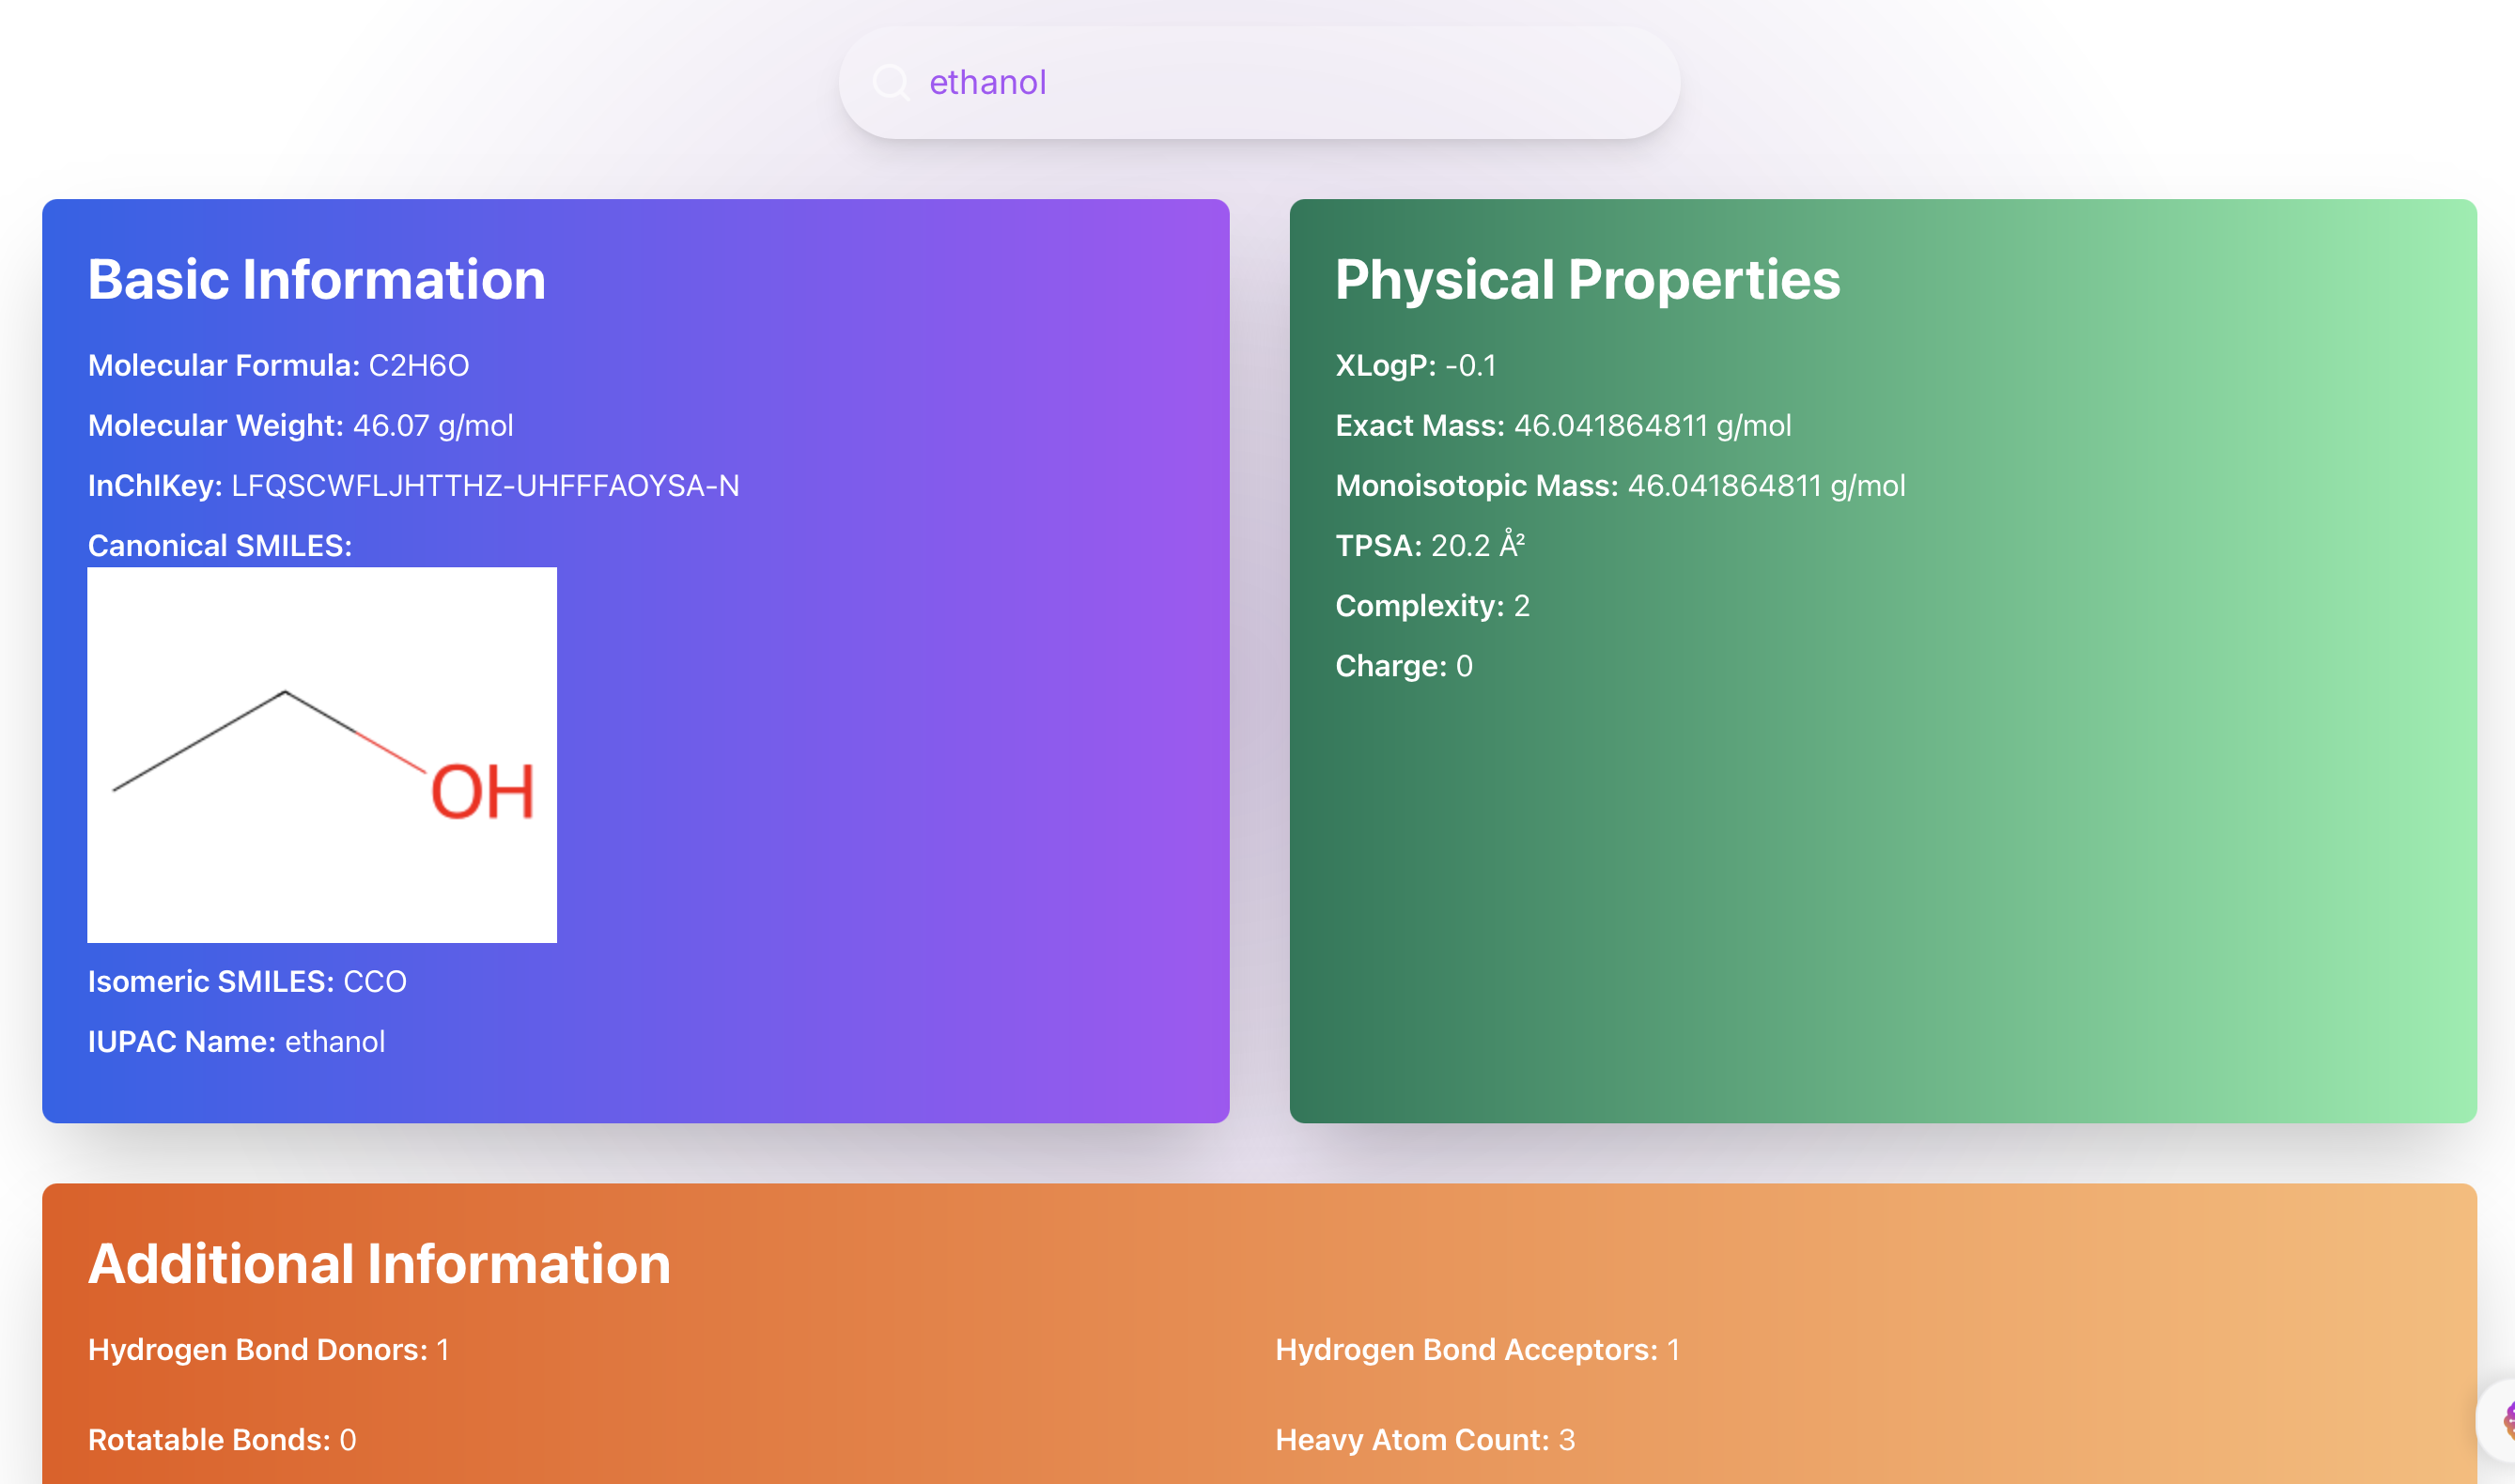 ethanol
Basic Information
Molecular Formula: C2H6O
Molecular Weight: 46.07 g/mol
InChIKey: LFQSCWFLJHTTHZ-UHFFFAOYSA-N
Canonical SMILES:
OH
Isomeric SMILES: CCO
IUPAC Name: ethanol
Physical Properties
XLogP: -0.1
Exact Mass: 46.041864811 g/mol
Monoisotopic Mass: 46.041864811 g/mol
TPSA: 20.2 Å²
Complexity: 2
Charge: 0
Additional Information
Hydrogen Bond Donors: 1
Hydrogen Bond Acceptors: 1
Rotatable Bonds: 0
Heavy Atom Count: 3